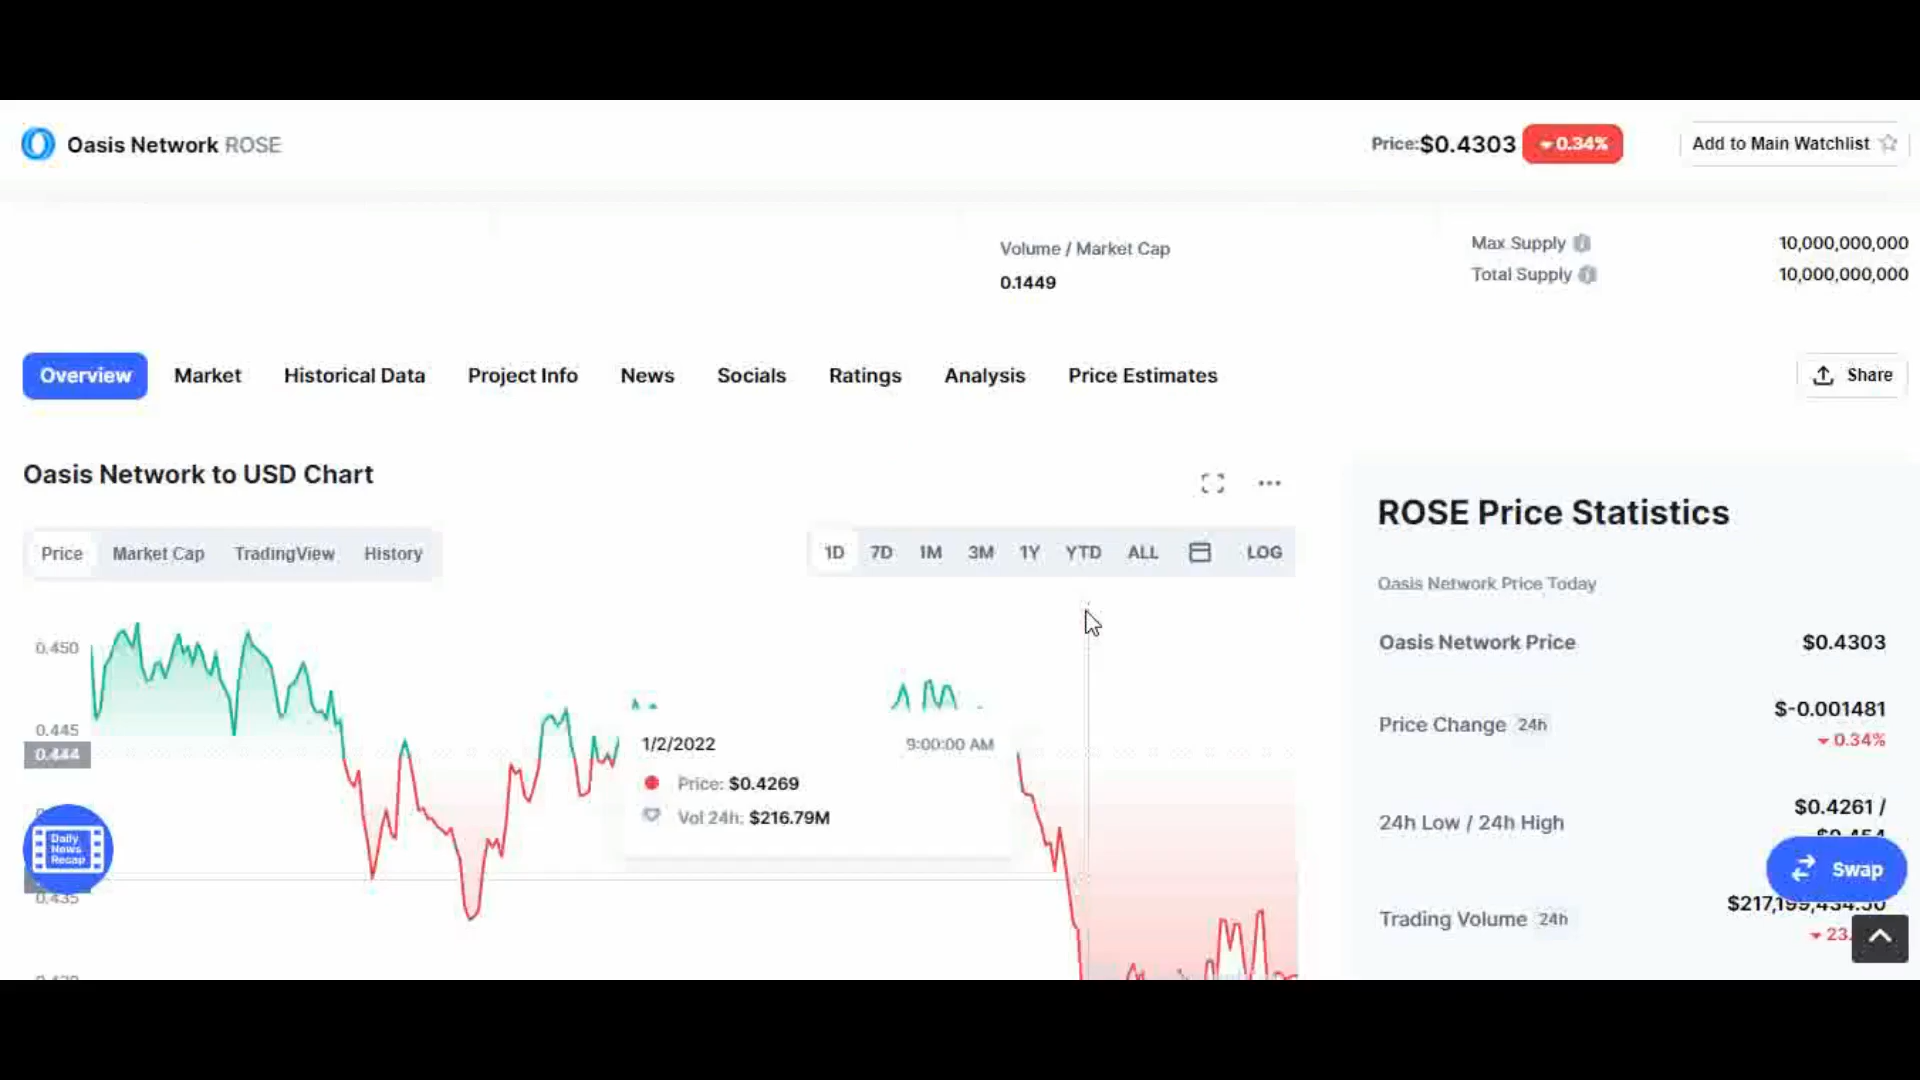 Oasis Network ROSE
Price:$0.4303 0.34%
Add to Main Watchlist
Volume / Market Cap
0.1449
Max Supply 10,000,000,000
Total Supply 10,000,000,000
Overview Market Historical Data Project Info News Socials Ratings Analysis Price Estimates
Share
Oasis Network to USD Chart
Price Market Cap TradingView History
1D 7D 1M 3M 1Y YTD ALL LOG
0.450
0.445
0.444
0.435
1/2/2022 9:00:00 AM
Price: $0.4269
Vol 24h: $216.79M
Daily
News
Recap
ROSE Price Statistics
Oasis Network Price Today
Oasis Network Price $0.4303
Price Change 24h $-0.001481
0.34%
24h Low / 24h High $0.4261 /
Swap
Trading Volume 24h
23.